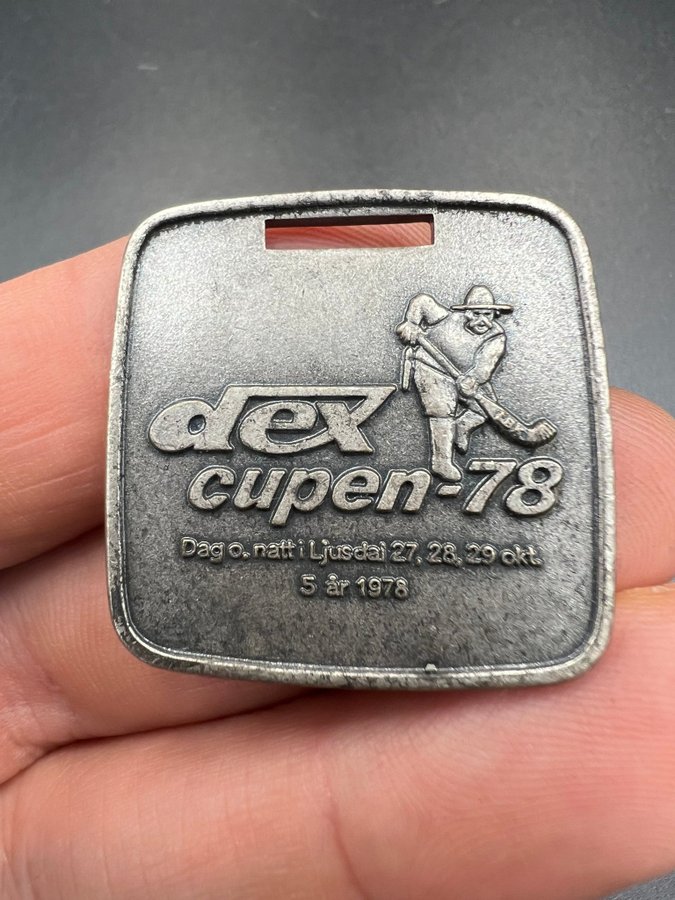 dex
cupen-78
Dag o. natt i Ljusdal 27, 28, 29 okt.
5 år 1978